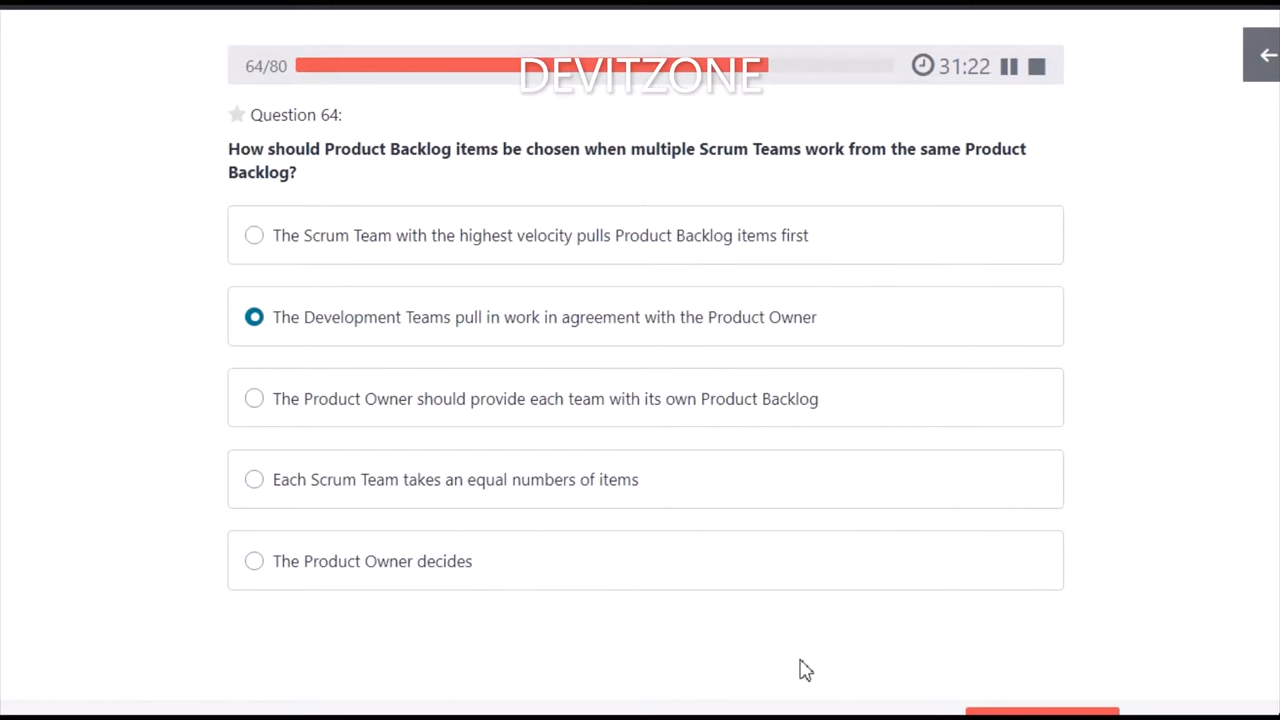 64/80
DEVITZONE
31:22
Question 64:
How should Product Backlog items be chosen when multiple Scrum Teams work from the same Product
Backlog?
The Scrum Team with the highest velocity pulls Product Backlog items first
The Development Teams pull in work in agreement with the Product Owner
The Product Owner should provide each team with its own Product Backlog
Each Scrum Team takes an equal numbers of items
The Product Owner decides